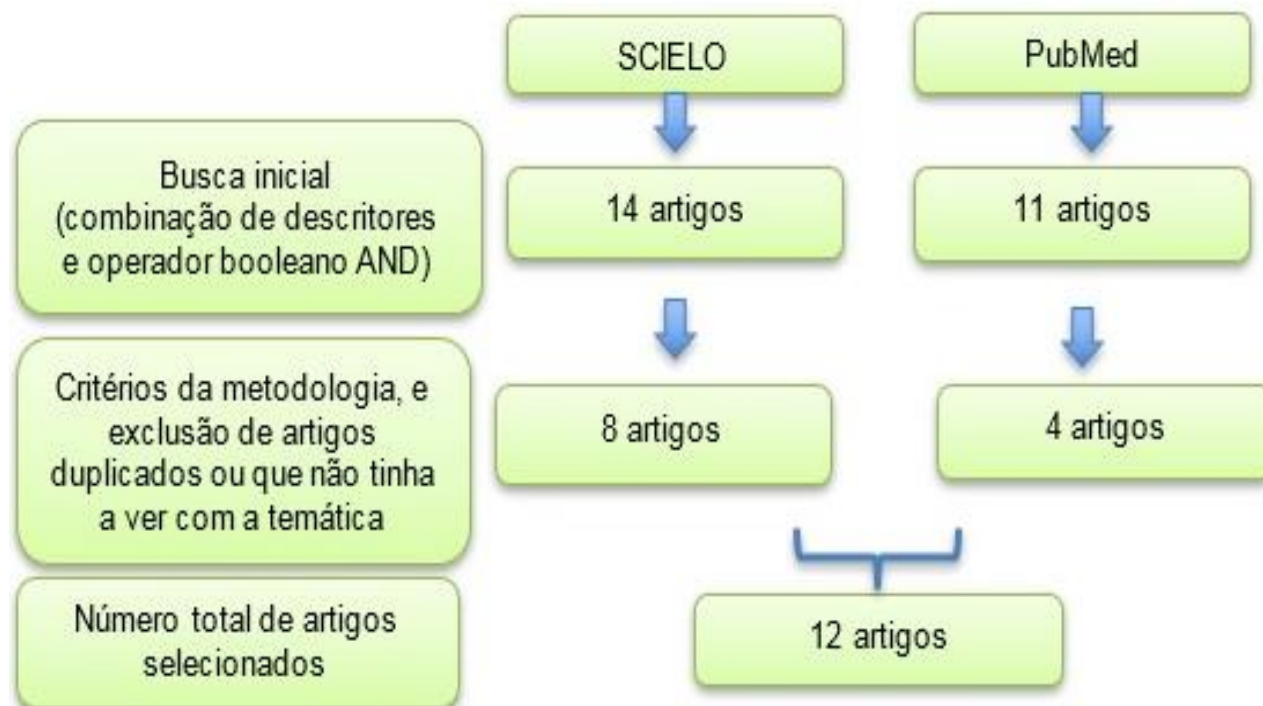 SCIELO
PubMed
Busca inicial
(combinação de descritores
e operador booleano AND)
14 artigos
11 artigos
Critérios da metodologia, e
exclusão de artigos
duplicados ou que não tinha
a ver com a temática
8 artigos
4 artigos
Número total de artigos
selecionados
12 artigos